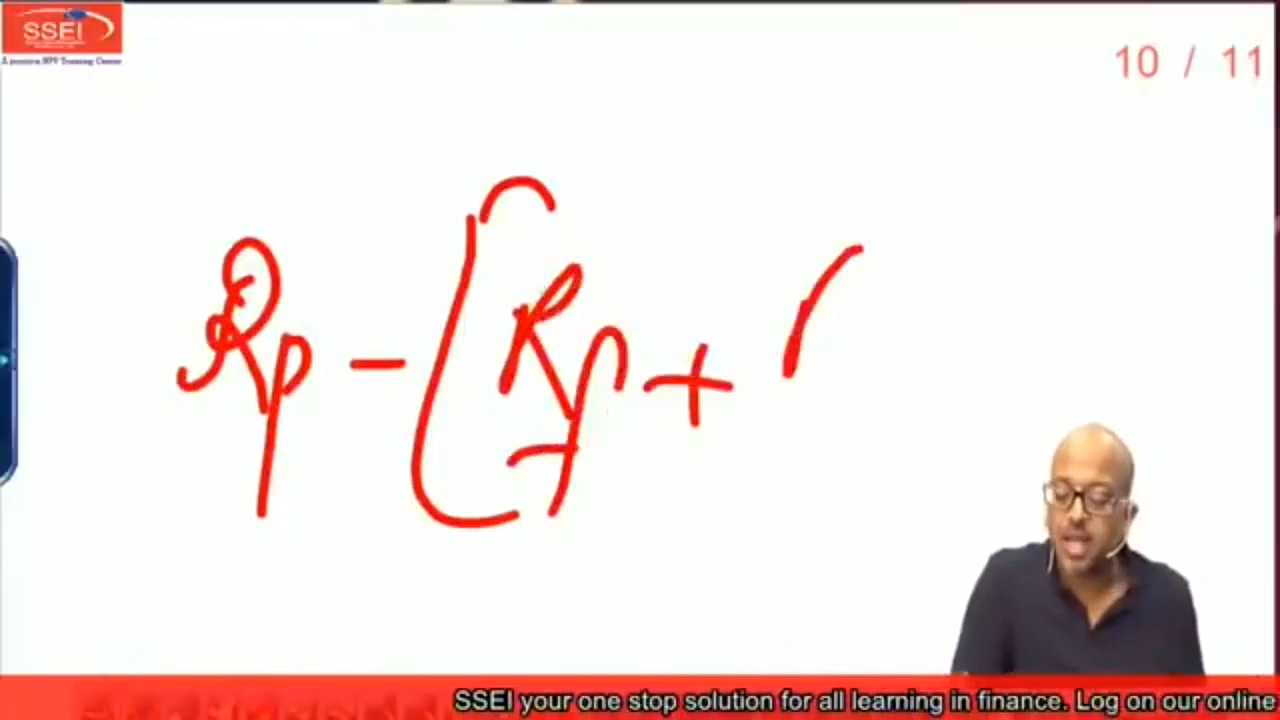 SSEI
10 / 11
Rp - [Rf +
SSEI your one stop solution for all learning in finance. Log on our online